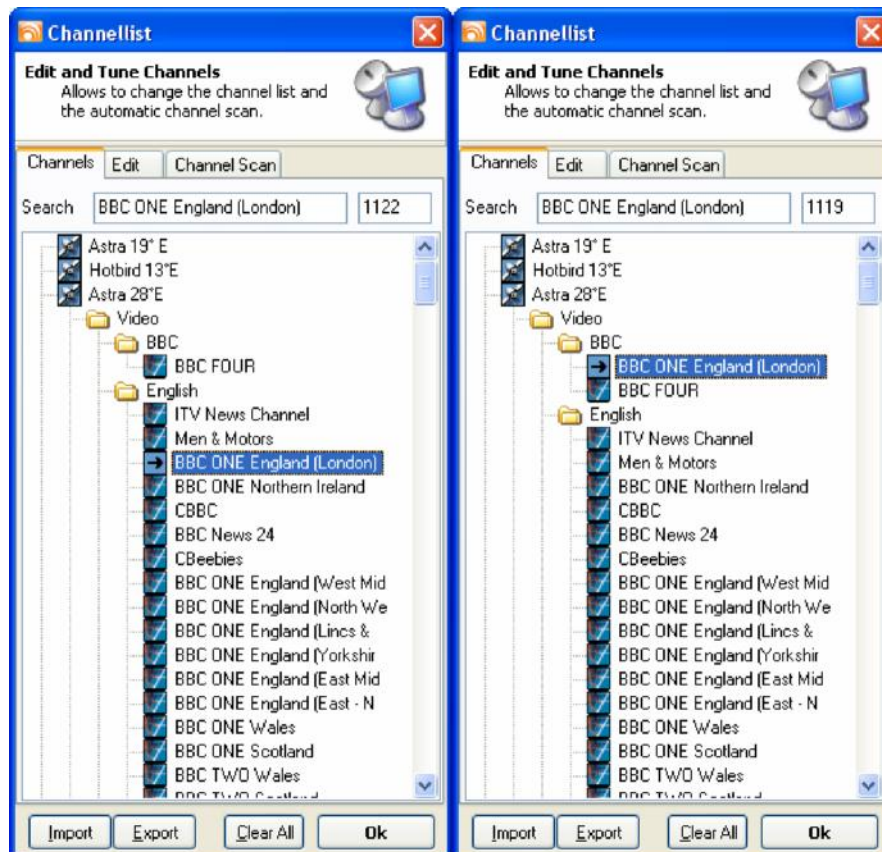 Channellist
Edit and Tune Channels
Allows to change the channel list and
the automatic channel scan.
Channels Edit Channel Scan
Search BBC ONE England (London) 1122
Astra 19° E
Hotbird 13°E
Astra 28°E
Video
BBC
BBC FOUR
English
ITV News Channel
Men & Motors
BBC ONE England (London)
BBC ONE Northern Ireland
CBBC
BBC News 24
CBeebies
BBC ONE England (West Mid
BBC ONE England (North We
BBC ONE England (Lincs &
BBC ONE England (Yorkshir
BBC ONE England (East Mid
BBC ONE England (East - N
BBC ONE Wales
BBC ONE Scotland
BBC TWO Wales
Import Export Clear All Ok
Channellist
Edit and Tune Channels
Allows to change the channel list and
the automatic channel scan.
Channels Edit Channel Scan
Search BBC ONE England (London) 1119
Astra 19° E
Hotbird 13°E
Astra 28°E
Video
BBC
BBC ONE England (London)
BBC FOUR
English
ITV News Channel
Men & Motors
BBC ONE Northern Ireland
CBBC
BBC News 24
CBeebies
BBC ONE England (West Mid
BBC ONE England (North We
BBC ONE England (Lincs &
BBC ONE England (Yorkshir
BBC ONE England (East Mid
BBC ONE England (East - N
BBC ONE Wales
BBC ONE Scotland
BBC TWO Wales
Import Export Clear All Ok